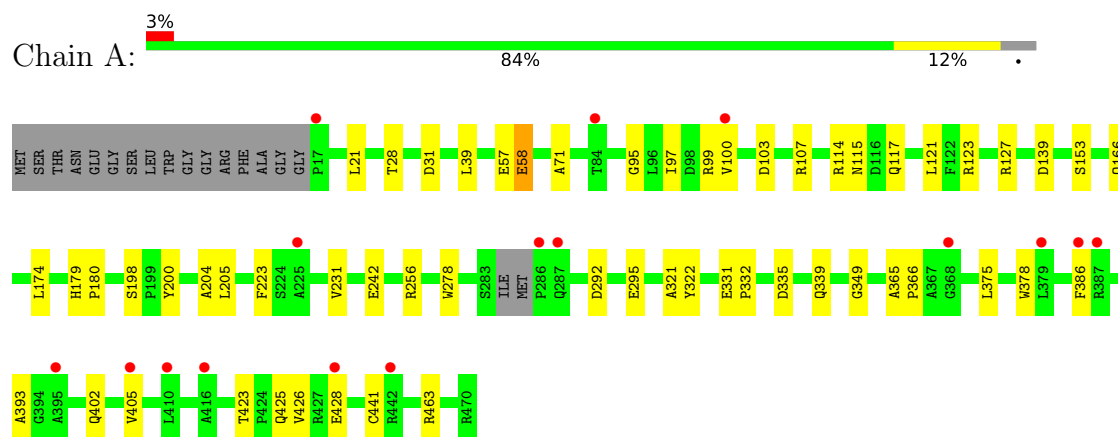 3%
Chain A:
84% 12% •
MET SER THR ASN GLU GLY SER LEU TRP GLY GLY ARG PHE ALA GLY GLY P17 L21 T28 D31 L39 E57 E58 A71 T84 G95 L96 I97 D98 R99 V100 D103 R107 R114 N115 D116 Q117 L121 F122 R123 R127 D139 S153 Q166
L174 H179 P180 S198 P199 Y200 A204 L205 F223 S224 A225 V231 E242 R256 W278 S283 ILE MET P286 Q287 D292 E295 A321 Y322 E331 P332 D335 Q339 G349 A365 P366 A367 G368 L375 W378 L379 F386 R387
A393 G394 A395 Q402 V405 L410 A416 T423 P424 Q425 V426 R427 E428 C441 R442 R463 R470